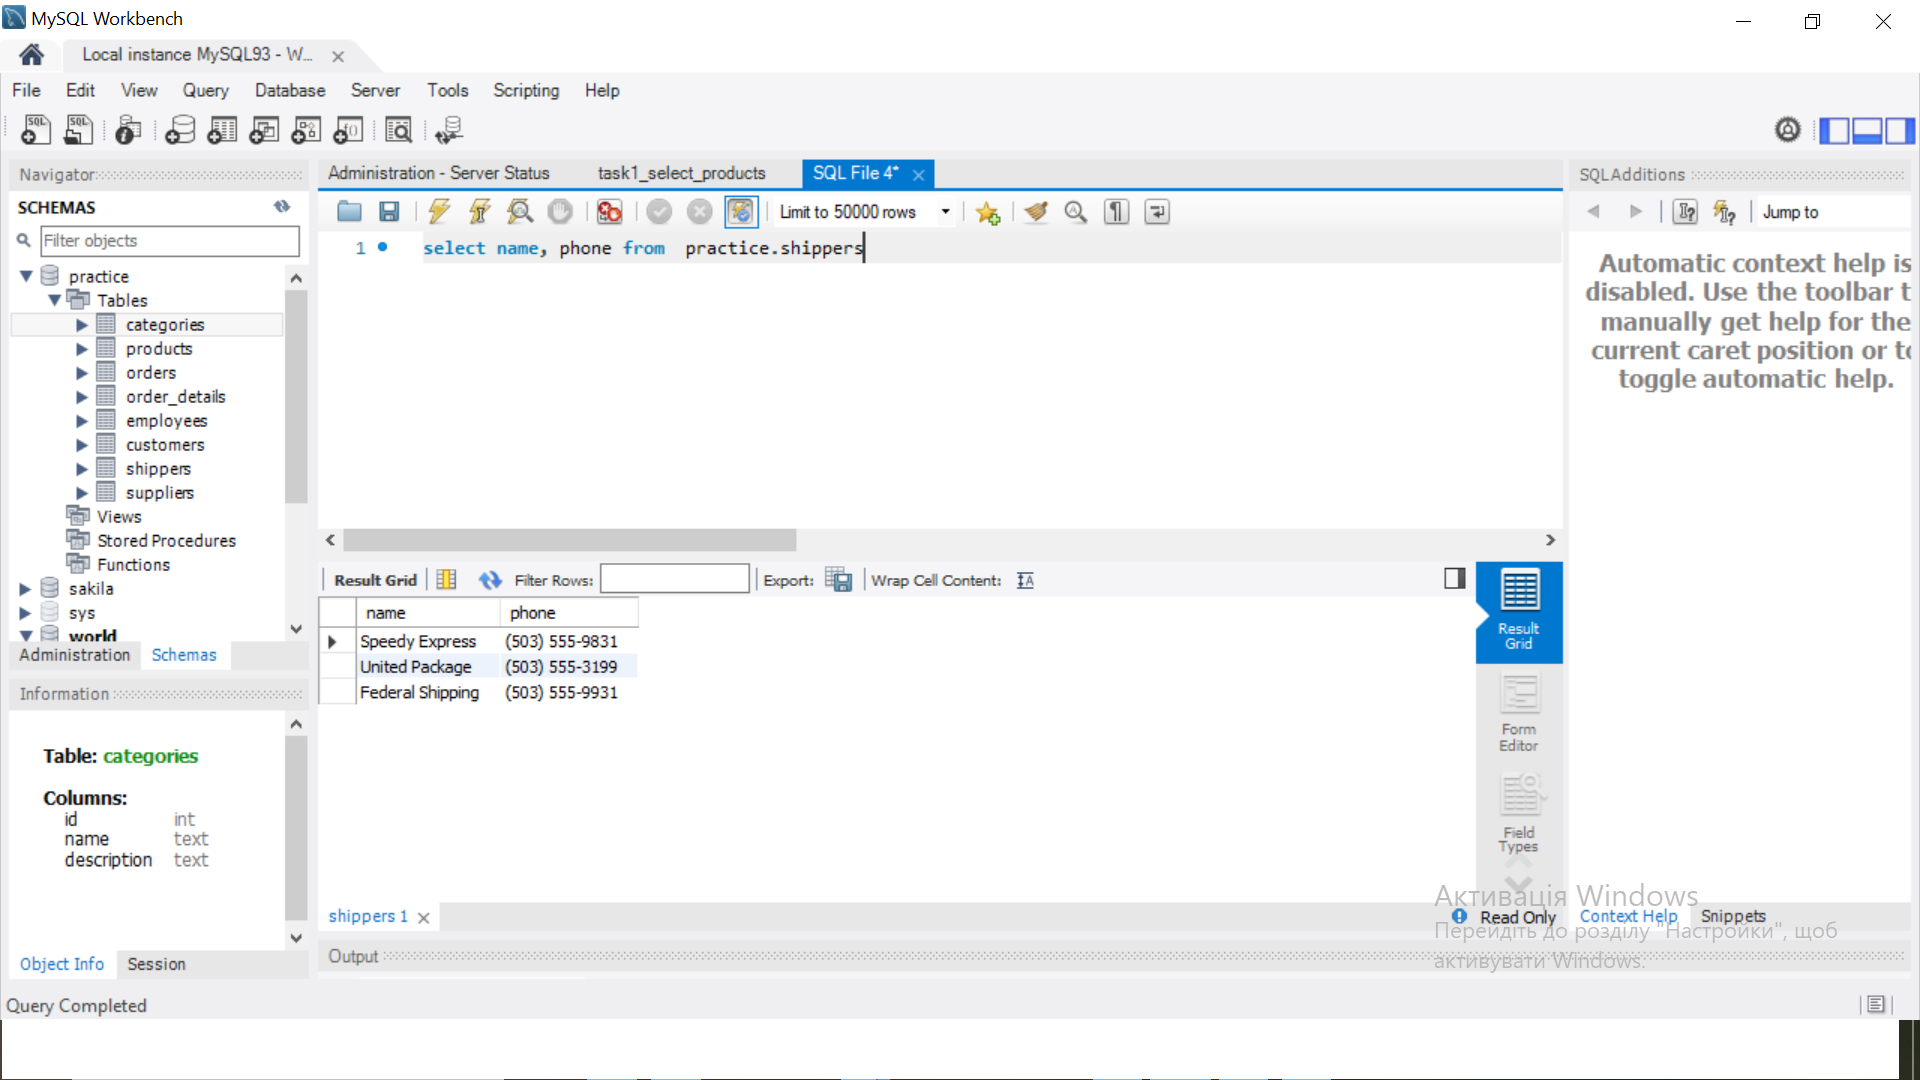 MySQL Workbench
Local instance MySQL93 - W...
File Edit View Query Database Server Tools Scripting Help
Navigator
SCHEMAS
Filter objects
practice
Tables
categories
products
orders
order_details
employees
customers
shippers
suppliers
Views
Stored Procedures
Functions
sakila
sys
world
Administration Schemas
Information
Table: categories
Columns:
id int
name text
description text
Object Info Session
Administration - Server Status task1_select_products SQL File 4*
Limit to 50000 rows
1 select name, phone from  practice.shippers
Result Grid Filter Rows: Export: Wrap Cell Content:
name phone
Speedy Express (503) 555-9831
United Package (503) 555-3199
Federal Shipping (503) 555-9931
Result
Grid
Form
Editor
Field
Types
shippers 1
Read Only
Output
SQLAdditions
Jump to
Automatic context help is
disabled. Use the toolbar t
manually get help for the
current caret position or to
toggle automatic help.
Context Help Snippets
Активація Windows
Перейдіть до розділу "Настройки", щоб
активувати Windows.
Query Completed